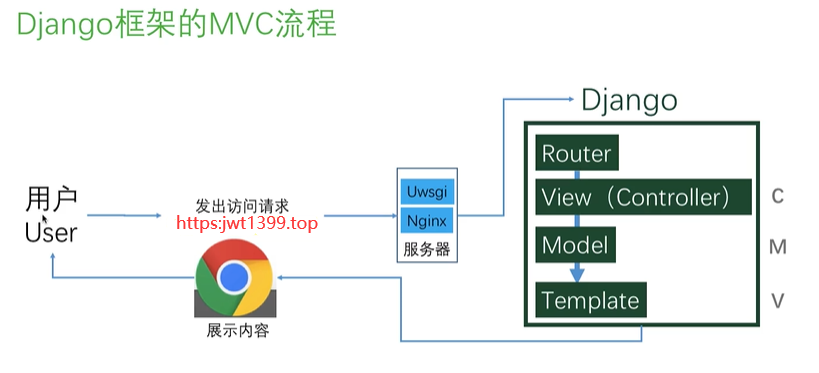 Django框架的MVC流程
Django
Router
View（Controller） C
Model M
Template V
Uwsgi
Nginx
服务器
用户
User
发出访问请求
https:jwt1399.top
展示内容